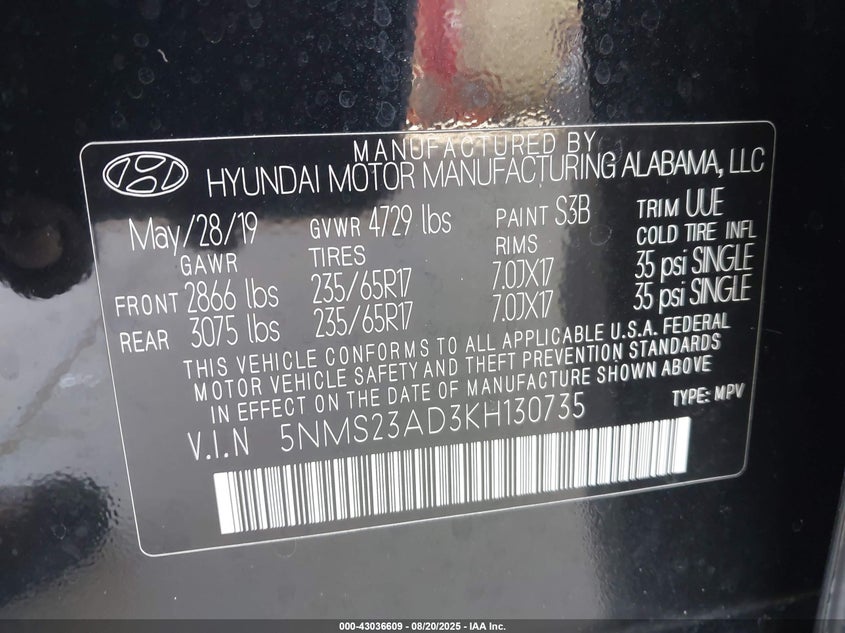 MANUFACTURED BY
HYUNDAI MOTOR MANUFACTURING ALABAMA, LLC
May/28/19 GVWR 4729 lbs PAINT S3B TRIM UUE
GAWR TIRES RIMS COLD TIRE INFL
FRONT 2866 lbs 235/65R17 7.0JX17 35 psi SINGLE
REAR 3075 lbs 235/65R17 7.0JX17 35 psi SINGLE
THIS VEHICLE CONFORMS TO ALL APPLICABLE U.S.A. FEDERAL
MOTOR VEHICLE SAFETY AND THEFT PREVENTION STANDARDS
IN EFFECT ON THE DATE OF MANUFACTURE SHOWN ABOVE
V.I.N 5NMS23AD3KH130735 TYPE: MPV
000-43036609 - 08/20/2025 - IAA Inc.